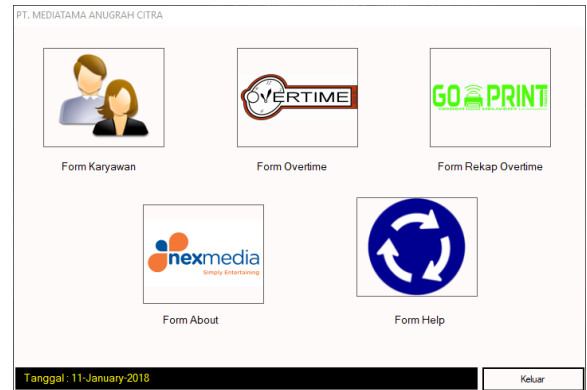 PT. MEDIATAMA ANUGRAH CITRA
OVERTIME
GO PRINT
Form Karyawan
Form Overtime
Form Rekap Overtime
nexmedia
Simply Entertaining
Form About
Form Help
Tanggal : 11-January-2018
Keluar